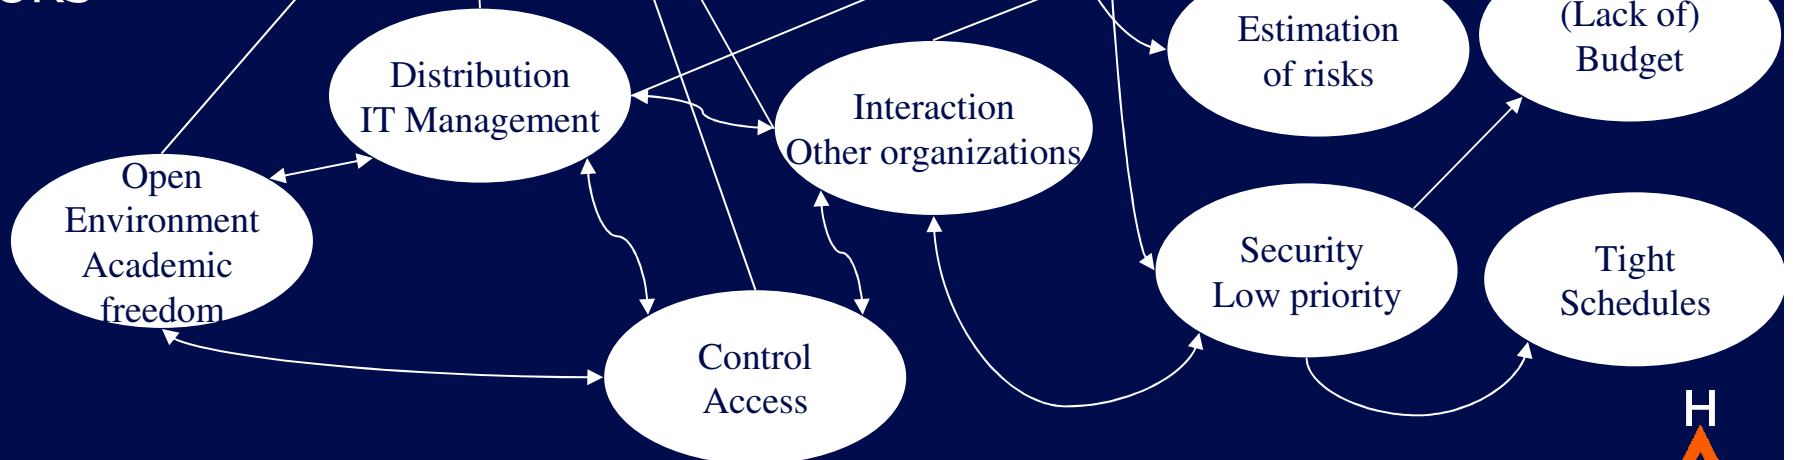 Estimation
of risks
(Lack of)
Budget
Distribution
IT Management
Interaction
Other organizations
Open
Environment
Academic
freedom
Security
Low priority
Tight
Schedules
Control
Access
H